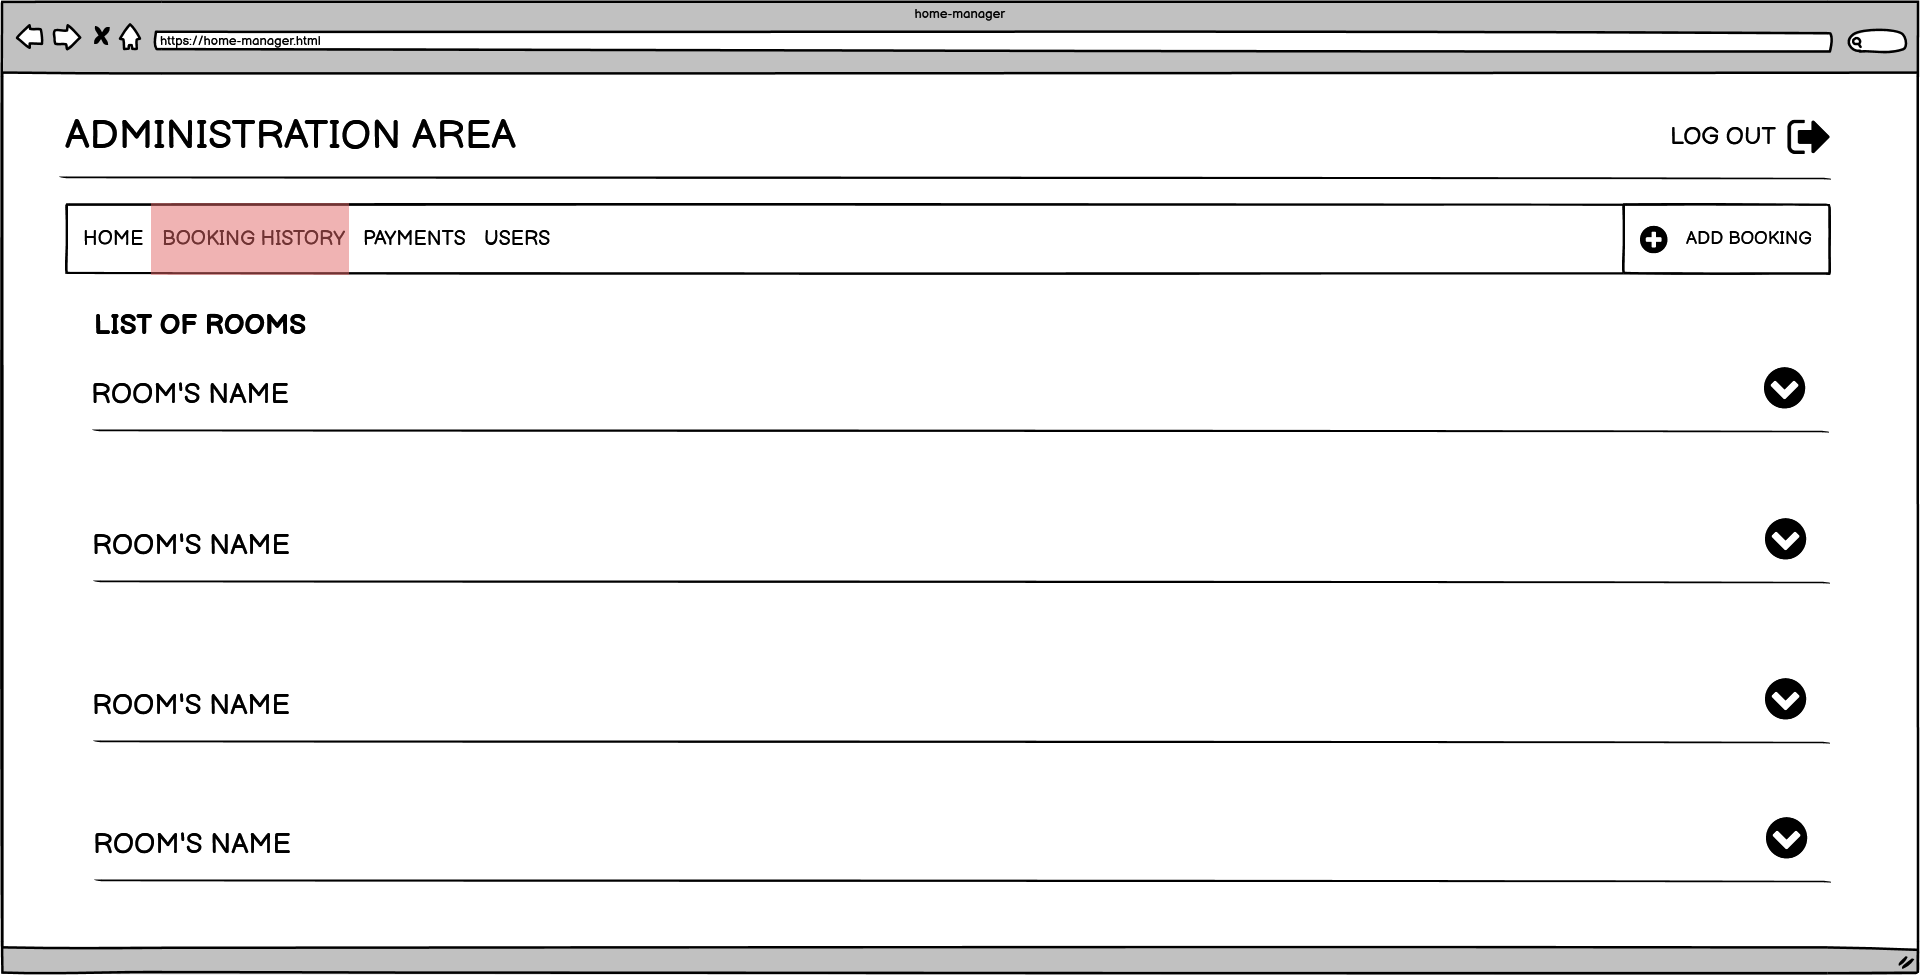 home-manager
https://home-manager.html
ADMINISTRATION AREA
LOG OUT
HOME BOOKING HISTORY PAYMENTS USERS
ADD BOOKING
LIST OF ROOMS
ROOM'S NAME
ROOM'S NAME
ROOM'S NAME
ROOM'S NAME